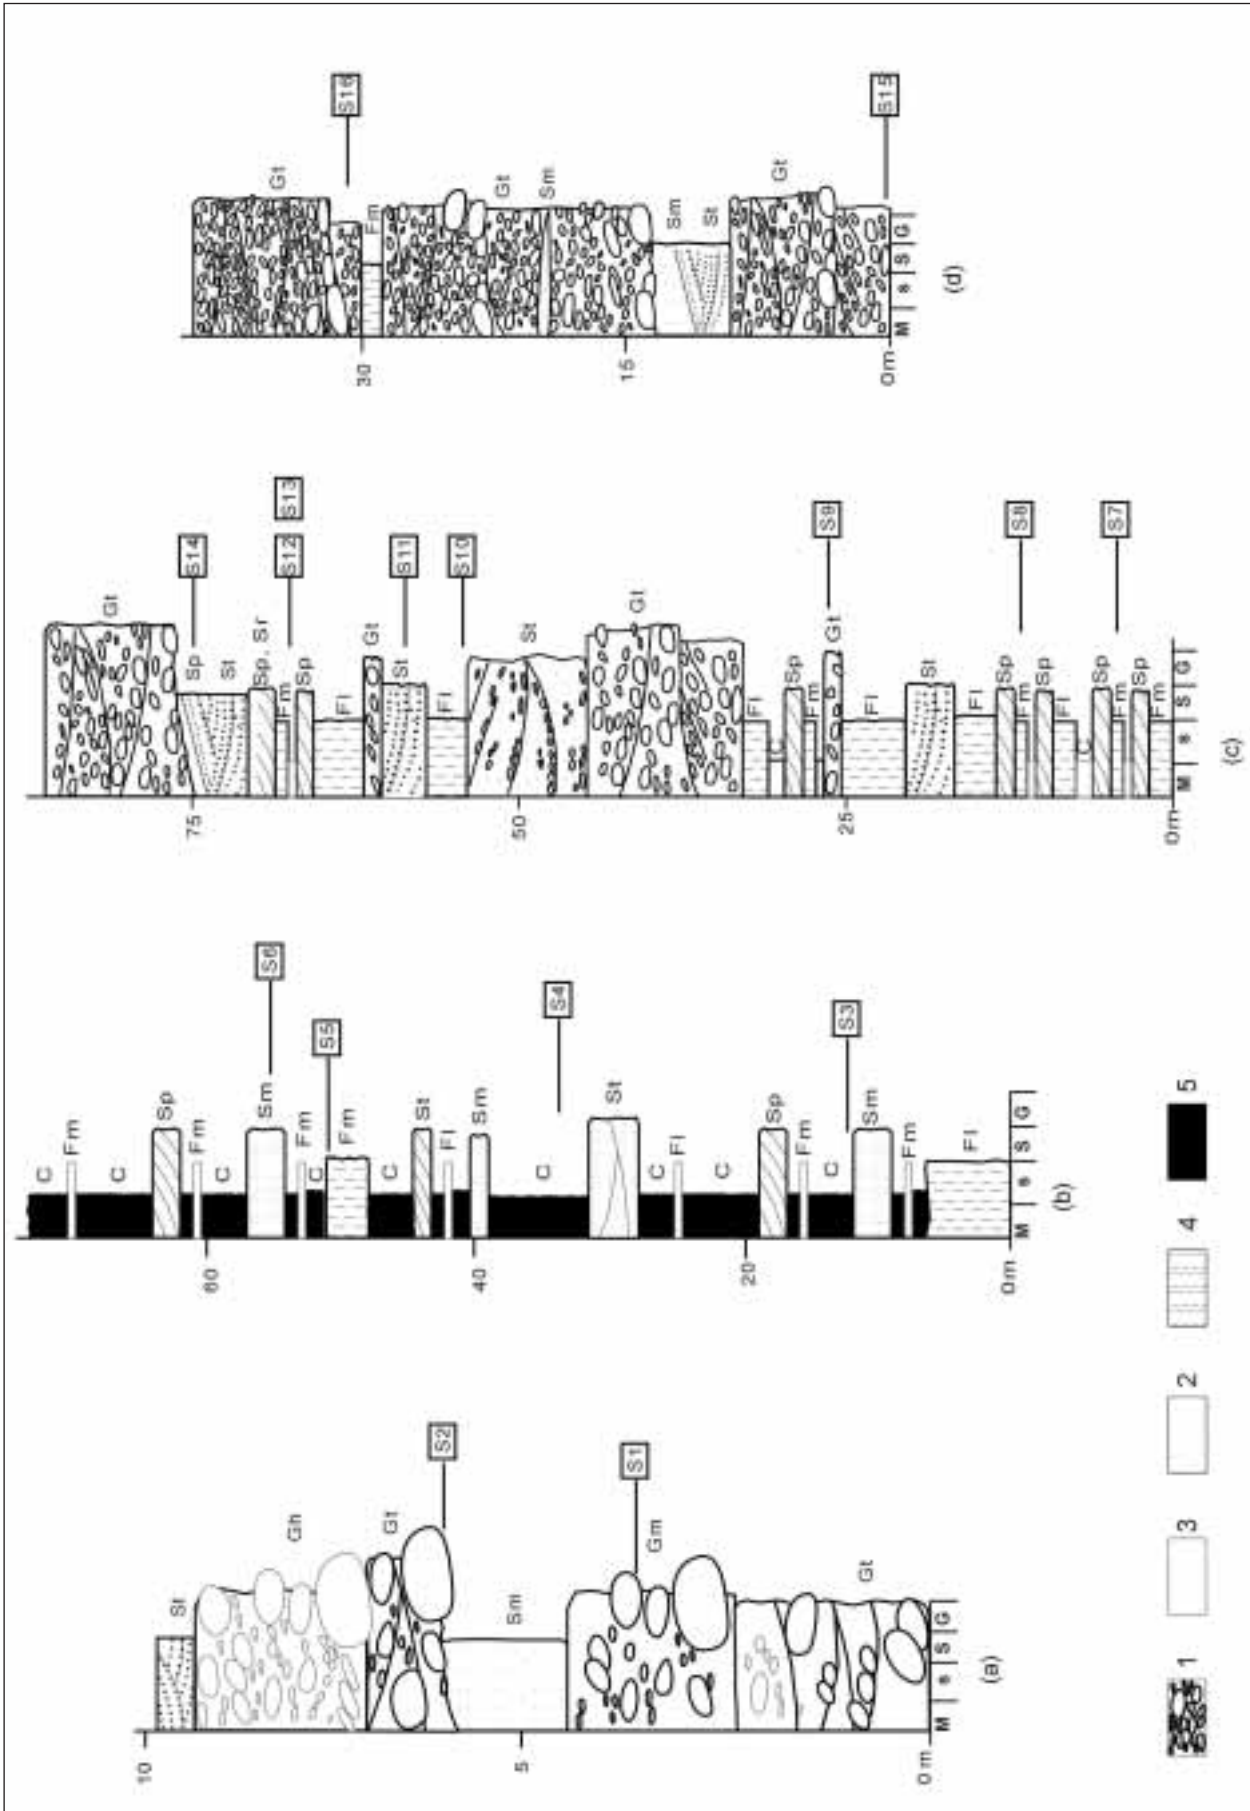 10
St
Gh
Gt
S2
Sm
5
S1
Gm
Gt
0 m
M s S G
(a)
C
Fm
C
Sp
Fm
60
C
Sm
S6
Fm
C
S5
Fm
C
St
Fl
Sm
40
C
S4
St
C
Fl
C
Sp
20
Fm
C
S3
Sm
Fm
Fl
0m
M s S G
(b)
Gt
75
S14
Sp
St
Sp, Sr
S12
S13
Fm
Sp
Fl
Gt
S11
St
S10
Fl
50
St
Gt
Fl
C
Sp
Fm
S9
Gt
25
Fl
St
Fl
Sp
S8
Fm
Sp
Fl
C
Sp
S7
Fm
Sp
Fm
0m
M s S G
(c)
Gt
S16
30
Fm
Gt
Sm
15
Sm
St
Gt
S15
0m
M s S G
(d)
1
3
2
4
5